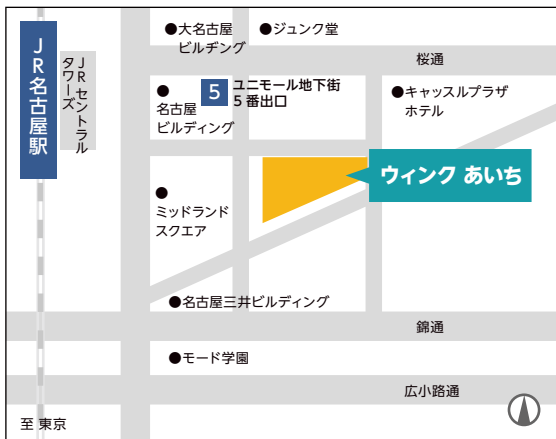 JR名古屋駅
JRセントラル
タワーズ
●大名古屋
ビルヂング
●ジュンク堂
桜通
●
名古屋
ビルディング
5
ユニモール地下街
5番出口
●キャッスルプラザ
ホテル
ウィンク あいち
●
ミッドランド
スクエア
●名古屋三井ビルディング
錦通
●モード学園
広小路通
至 東京